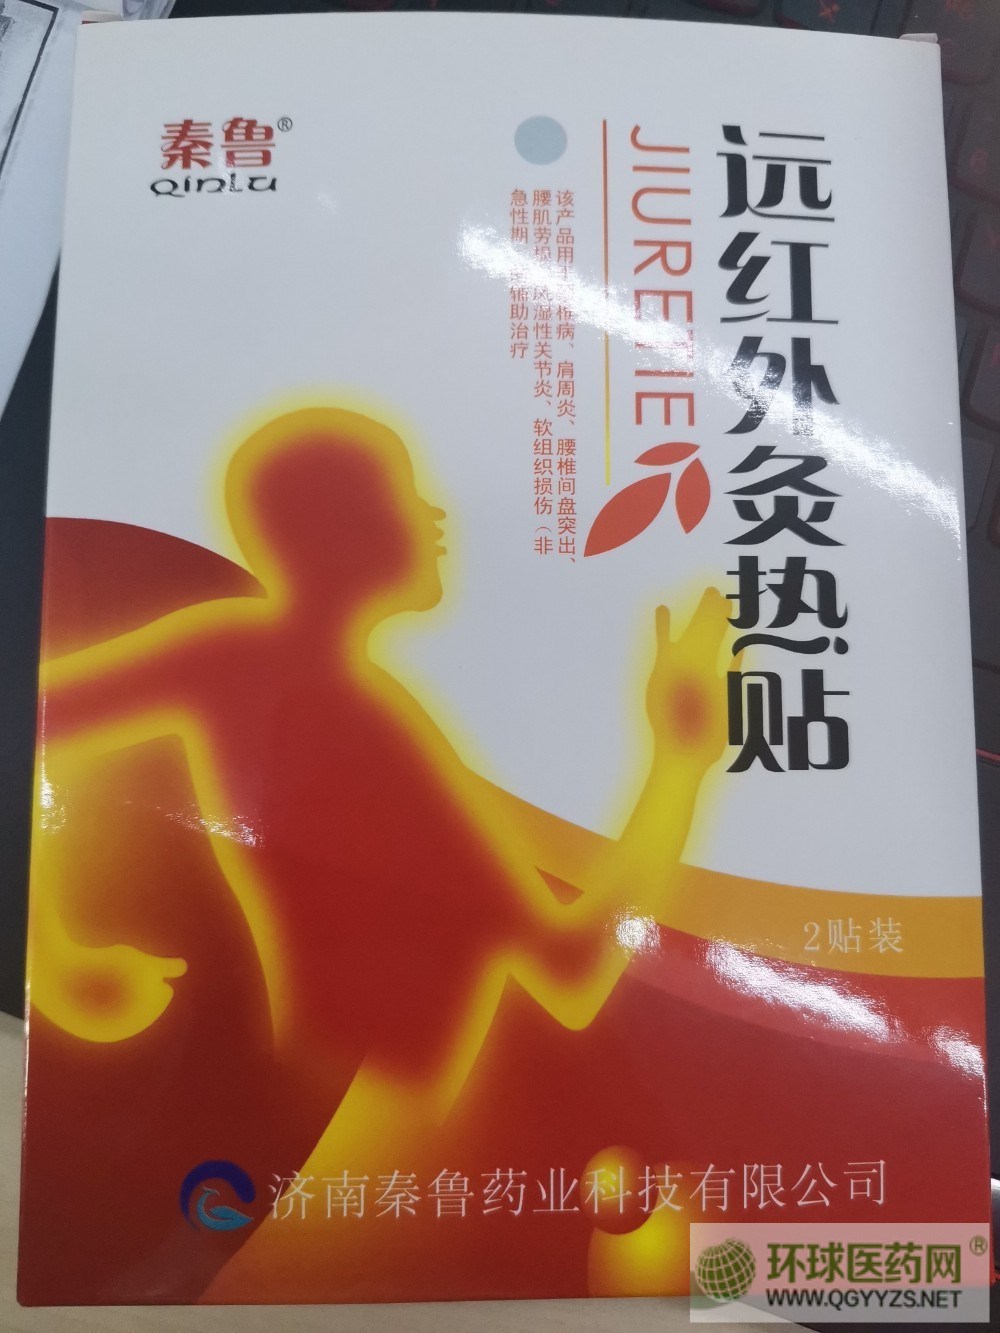 秦鲁®
QINLU
远红外灸热贴
JIURETIE
该产品用于 椎病、肩周炎、腰椎间盘突出、
腰肌劳损、风湿性关节炎、软组织损伤（非
急性期） 辅助治疗
2贴装
济南秦鲁药业科技有限公司
环球医药网®
WWW.QGYYZS.NET